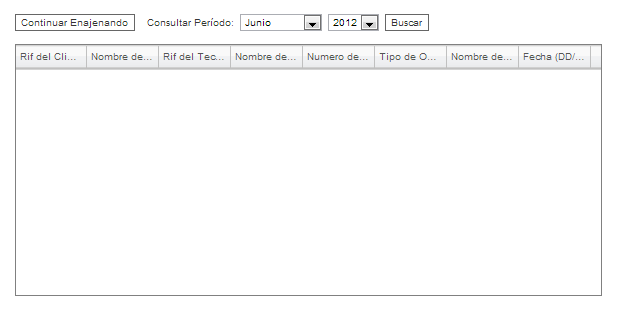 Continuar Enajenando Consultar Período: Junio 2012 Buscar
Rif del Cli... Nombre de... Rif del Tec... Nombre de... Numero de... Tipo de O... Nombre de... Fecha (DD/...